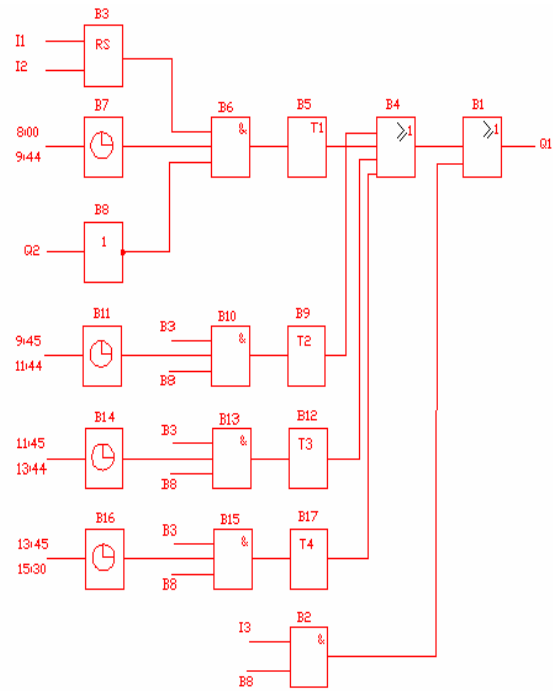 B3
I1
RS
I2
B7
B6
B5
B4
B1
8:00
9:44
&
T1
≥1
≥1
Q1
B8
Q2
1
B11
B10
B9
9:45
11:44
B3
&
T2
B8
B14
B13
B12
11:45
13:44
B3
&
T3
B8
B16
B15
B17
13:45
15:30
B3
&
T4
B8
B2
I3
&
B8